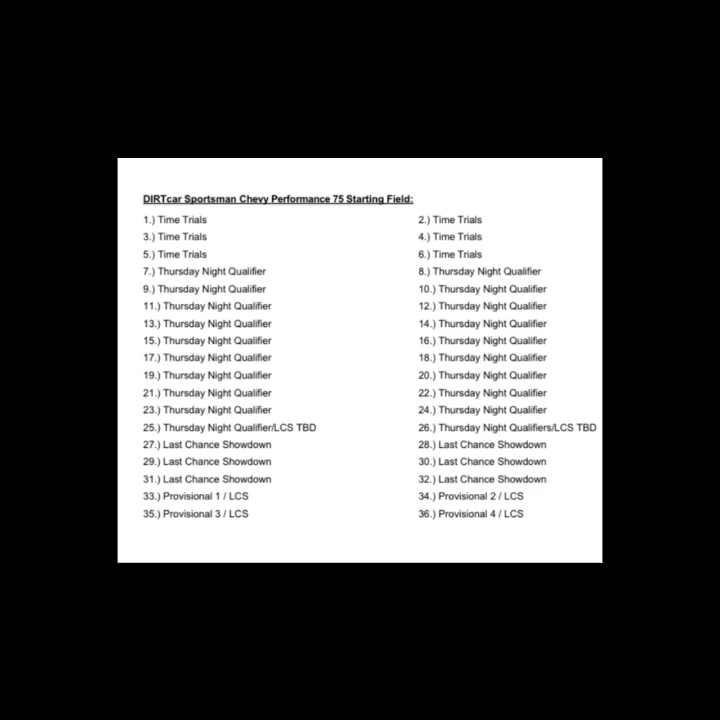 DIRTcar Sportsman Chevy Performance 75 Starting Field:
1.) Time Trials 2.) Time Trials
3.) Time Trials 4.) Time Trials
5.) Time Trials 6.) Time Trials
7.) Thursday Night Qualifier 8.) Thursday Night Qualifier
9.) Thursday Night Qualifier 10.) Thursday Night Qualifier
11.) Thursday Night Qualifier 12.) Thursday Night Qualifier
13.) Thursday Night Qualifier 14.) Thursday Night Qualifier
15.) Thursday Night Qualifier 16.) Thursday Night Qualifier
17.) Thursday Night Qualifier 18.) Thursday Night Qualifier
19.) Thursday Night Qualifier 20.) Thursday Night Qualifier
21.) Thursday Night Qualifier 22.) Thursday Night Qualifier
23.) Thursday Night Qualifier 24.) Thursday Night Qualifier
25.) Thursday Night Qualifier/LCS TBD 26.) Thursday Night Qualifiers/LCS TBD
27.) Last Chance Showdown 28.) Last Chance Showdown
29.) Last Chance Showdown 30.) Last Chance Showdown
31.) Last Chance Showdown 32.) Last Chance Showdown
33.) Provisional 1 / LCS 34.) Provisional 2 / LCS
35.) Provisional 3 / LCS 36.) Provisional 4 / LCS